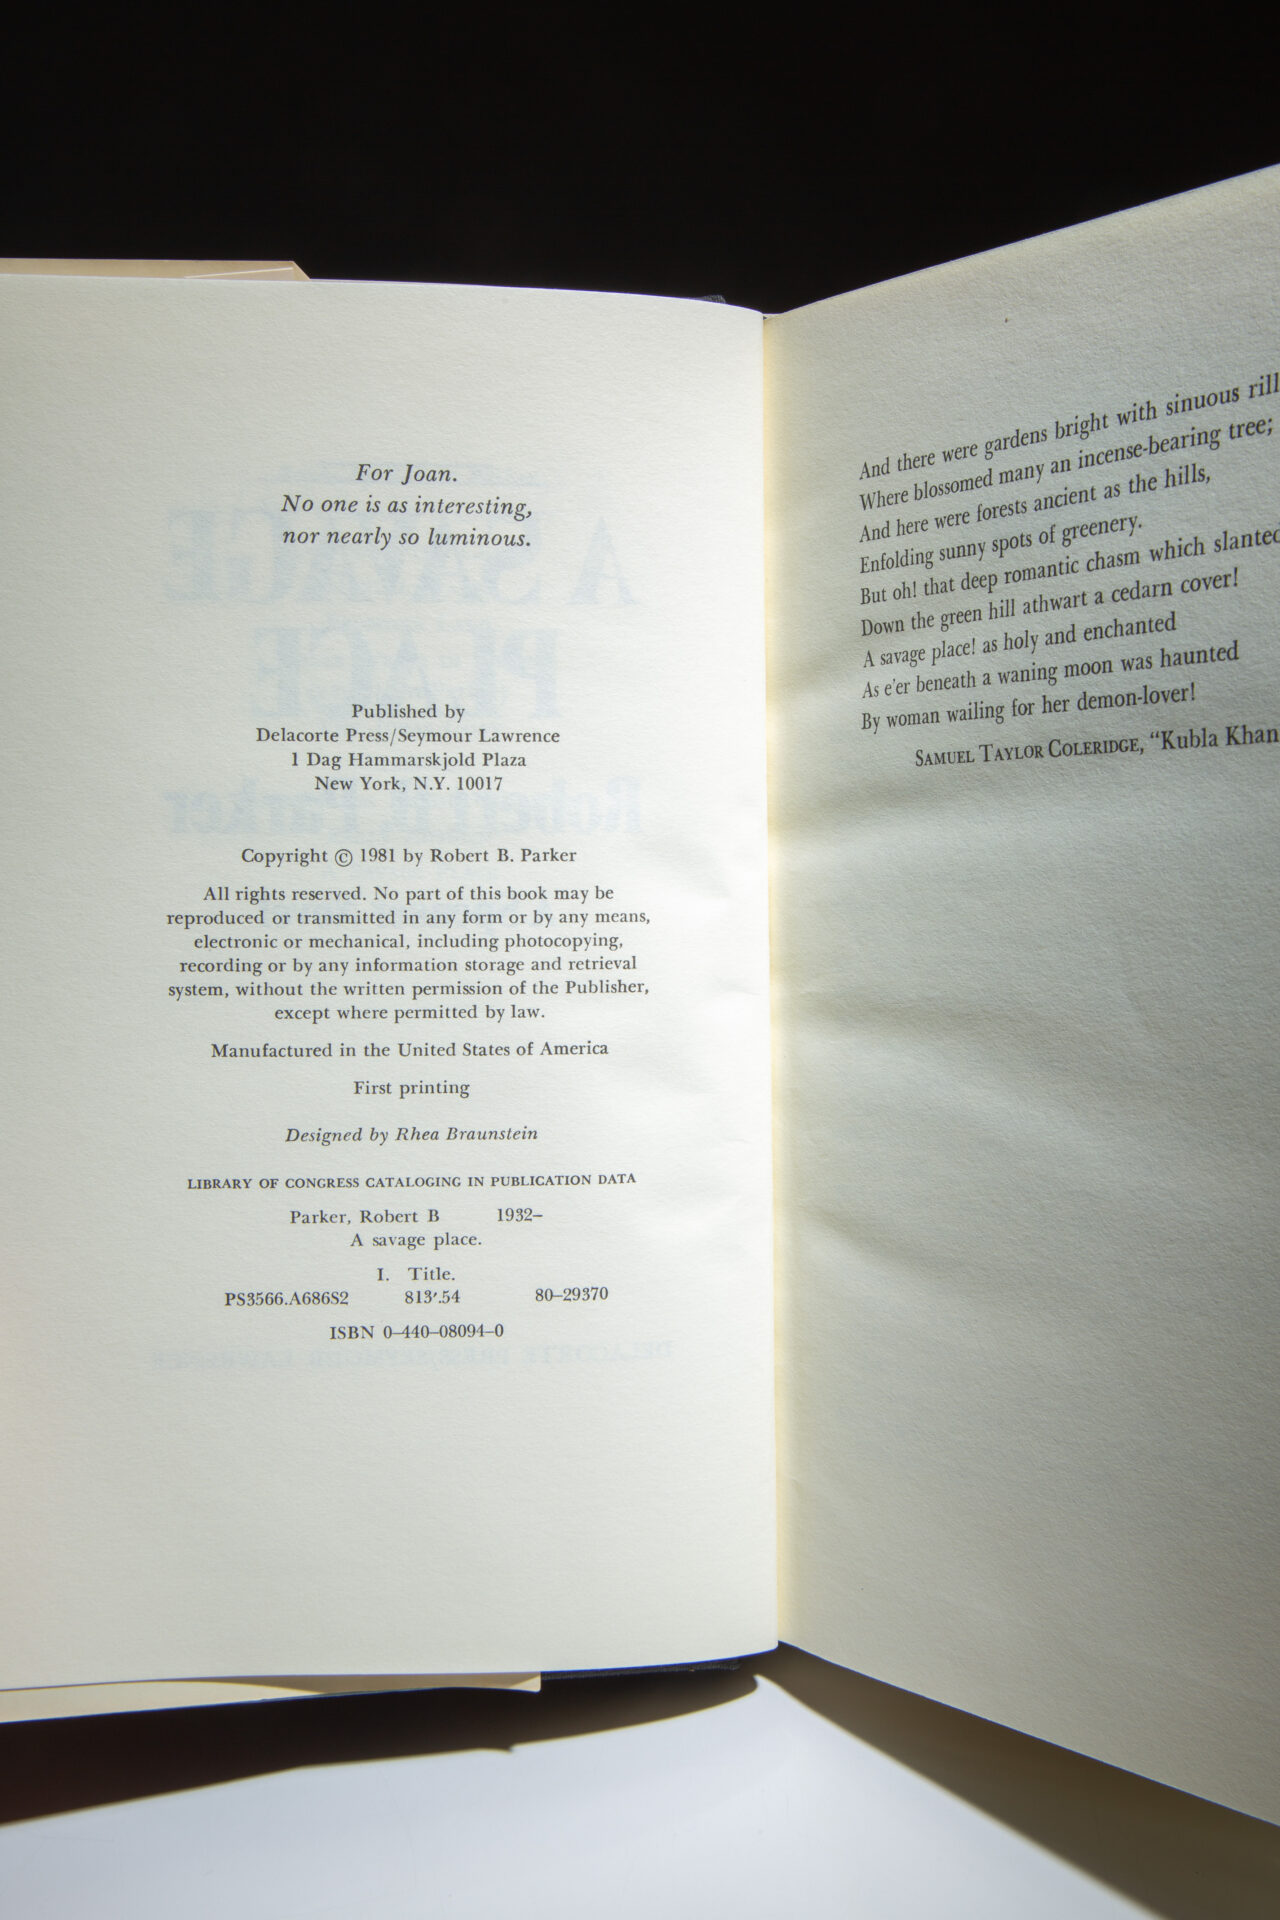 For Joan.
No one is as interesting,
nor nearly so luminous.
Published by
Delacorte Press/Seymour Lawrence
1 Dag Hammarskjold Plaza
New York, N.Y. 10017
Copyright © 1981 by Robert B. Parker
All rights reserved. No part of this book may be
reproduced or transmitted in any form or by any means,
electronic or mechanical, including photocopying,
recording or by any information storage and retrieval
system, without the written permission of the Publisher,
except where permitted by law.
Manufactured in the United States of America
First printing
Designed by Rhea Braunstein
LIBRARY OF CONGRESS CATALOGING IN PUBLICATION DATA
Parker, Robert B 1932–
A savage place.
I. Title.
PS3566.A686S2 813'.54 80–29370
ISBN 0–440–08094–0
And there were gardens bright with sinuous rill
Where blossomed many an incense-bearing tree;
And here were forests ancient as the hills,
Enfolding sunny spots of greenery.
But oh! that deep romantic chasm which slanted
Down the green hill athwart a cedarn cover!
A savage place! as holy and enchanted
As e'er beneath a waning moon was haunted
By woman wailing for her demon-lover!
SAMUEL TAYLOR COLERIDGE, “Kubla Khan